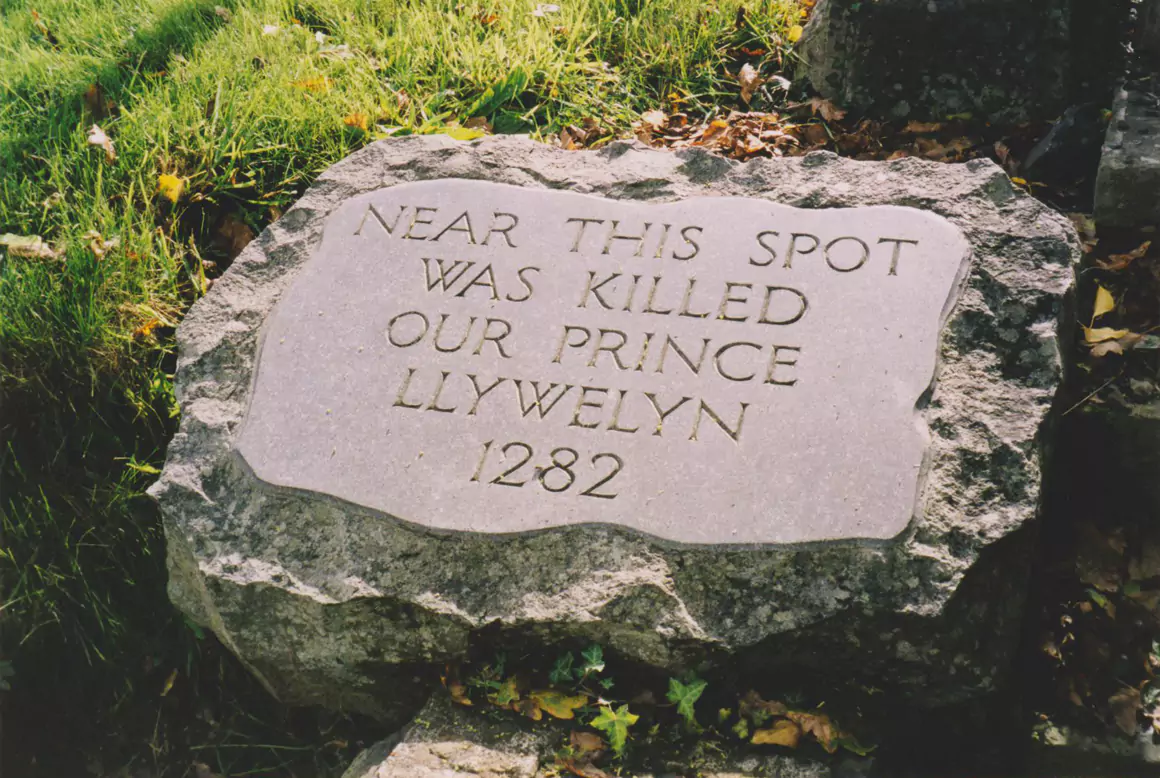 NEAR THIS SPOT
WAS KILLED
OUR PRINCE
LLYWELYN
1282